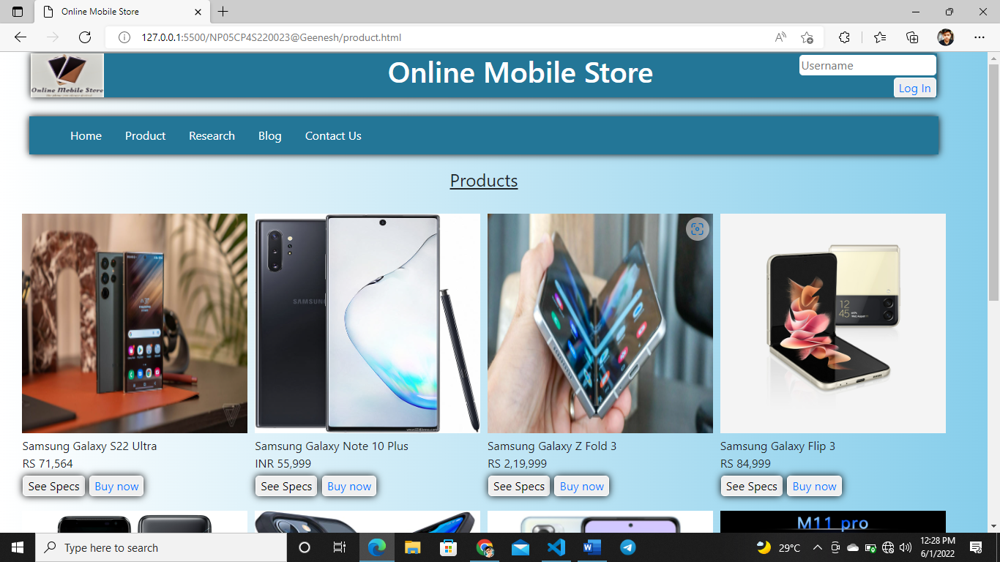 Online Mobile Store
127.0.0.1:5500/NP05CP4S220023@Geenesh/product.html
Online Mobile Store
Online Mobile Store
Username
Log In
Home Product Research Blog Contact Us
Products
SAMSUNG
12
45
Samsung Galaxy S22 Ultra
RS 71,564
See Specs Buy now
Samsung Galaxy Note 10 Plus
INR 55,999
See Specs Buy now
Samsung Galaxy Z Fold 3
RS 2,19,999
See Specs Buy now
Samsung Galaxy Flip 3
RS 84,999
See Specs Buy now
M11 pro
Type here to search
29°C
12:28 PM
6/1/2022